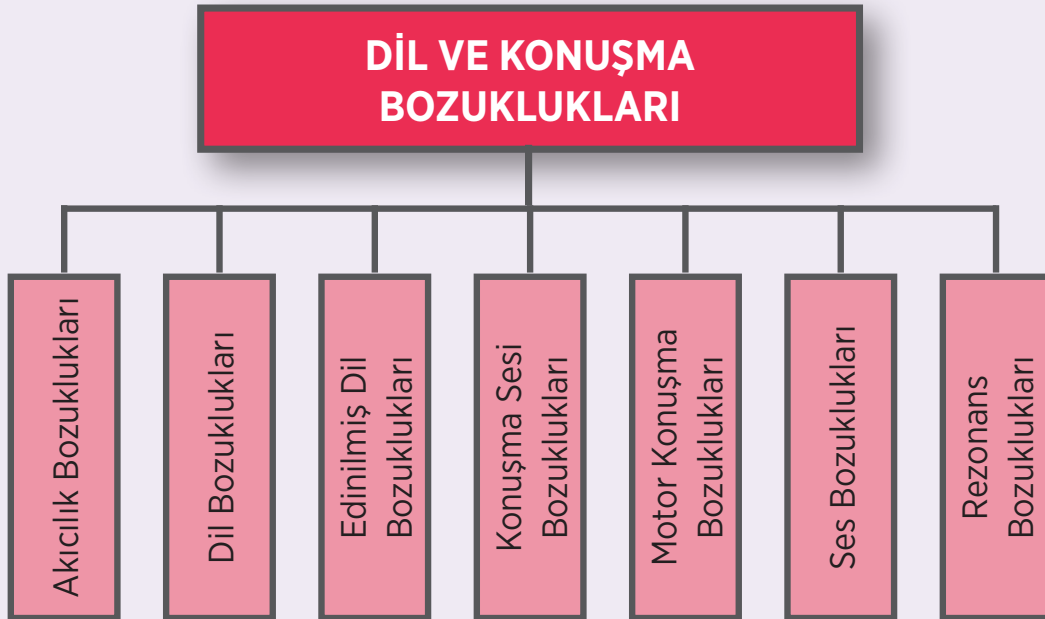 DİL VE KONUŞMA
BOZUKLUKLARI
Akıcılık Bozuklukları
Dil Bozuklukları
Edinilmiş Dil
Bozuklukları
Konuşma Sesi
Bozuklukları
Motor Konuşma
Bozuklukları
Ses Bozuklukları
Rezonans
Bozuklukları